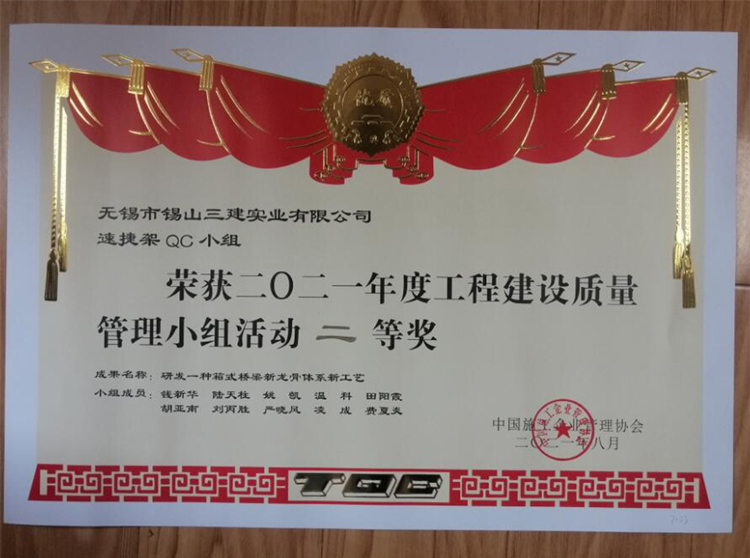 无锡市锡山三建实业有限公司
速捷架QC小组
荣获二〇二一年度工程建设质量
管理小组活动 二 等奖
成果名称：研发一种箱式桥梁新龙骨体系新工艺
小组成员：钱新华 陆天柱 姚凯 温科 田阳霞
胡亚南 刘丙胜 严晓风 凌成 费夏炎
中国施工企业管理协会
二〇二一年八月
TQC